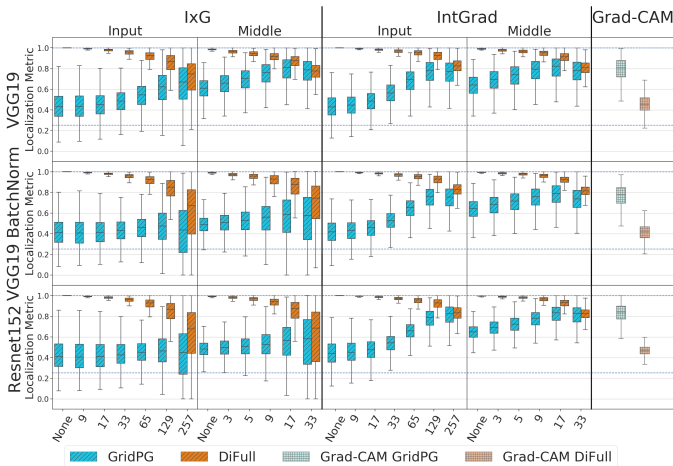 IxG IntGrad Grad-CAM
Input Middle Input Middle
VGG19
Localization Metric
1.0
0.8
0.6
0.4
0.2
0.0
VGG19 BatchNorm
Localization Metric
1.0
0.8
0.6
0.4
0.2
0.0
Resnet152
Localization Metric
1.0
0.8
0.6
0.4
0.2
0.0
None 9 17 33 65 129 257 None 3 5 9 17 33 None 9 17 33 65 129 257 None 3 5 9 17 33
GridPG DiFull Grad-CAM GridPG Grad-CAM DiFull